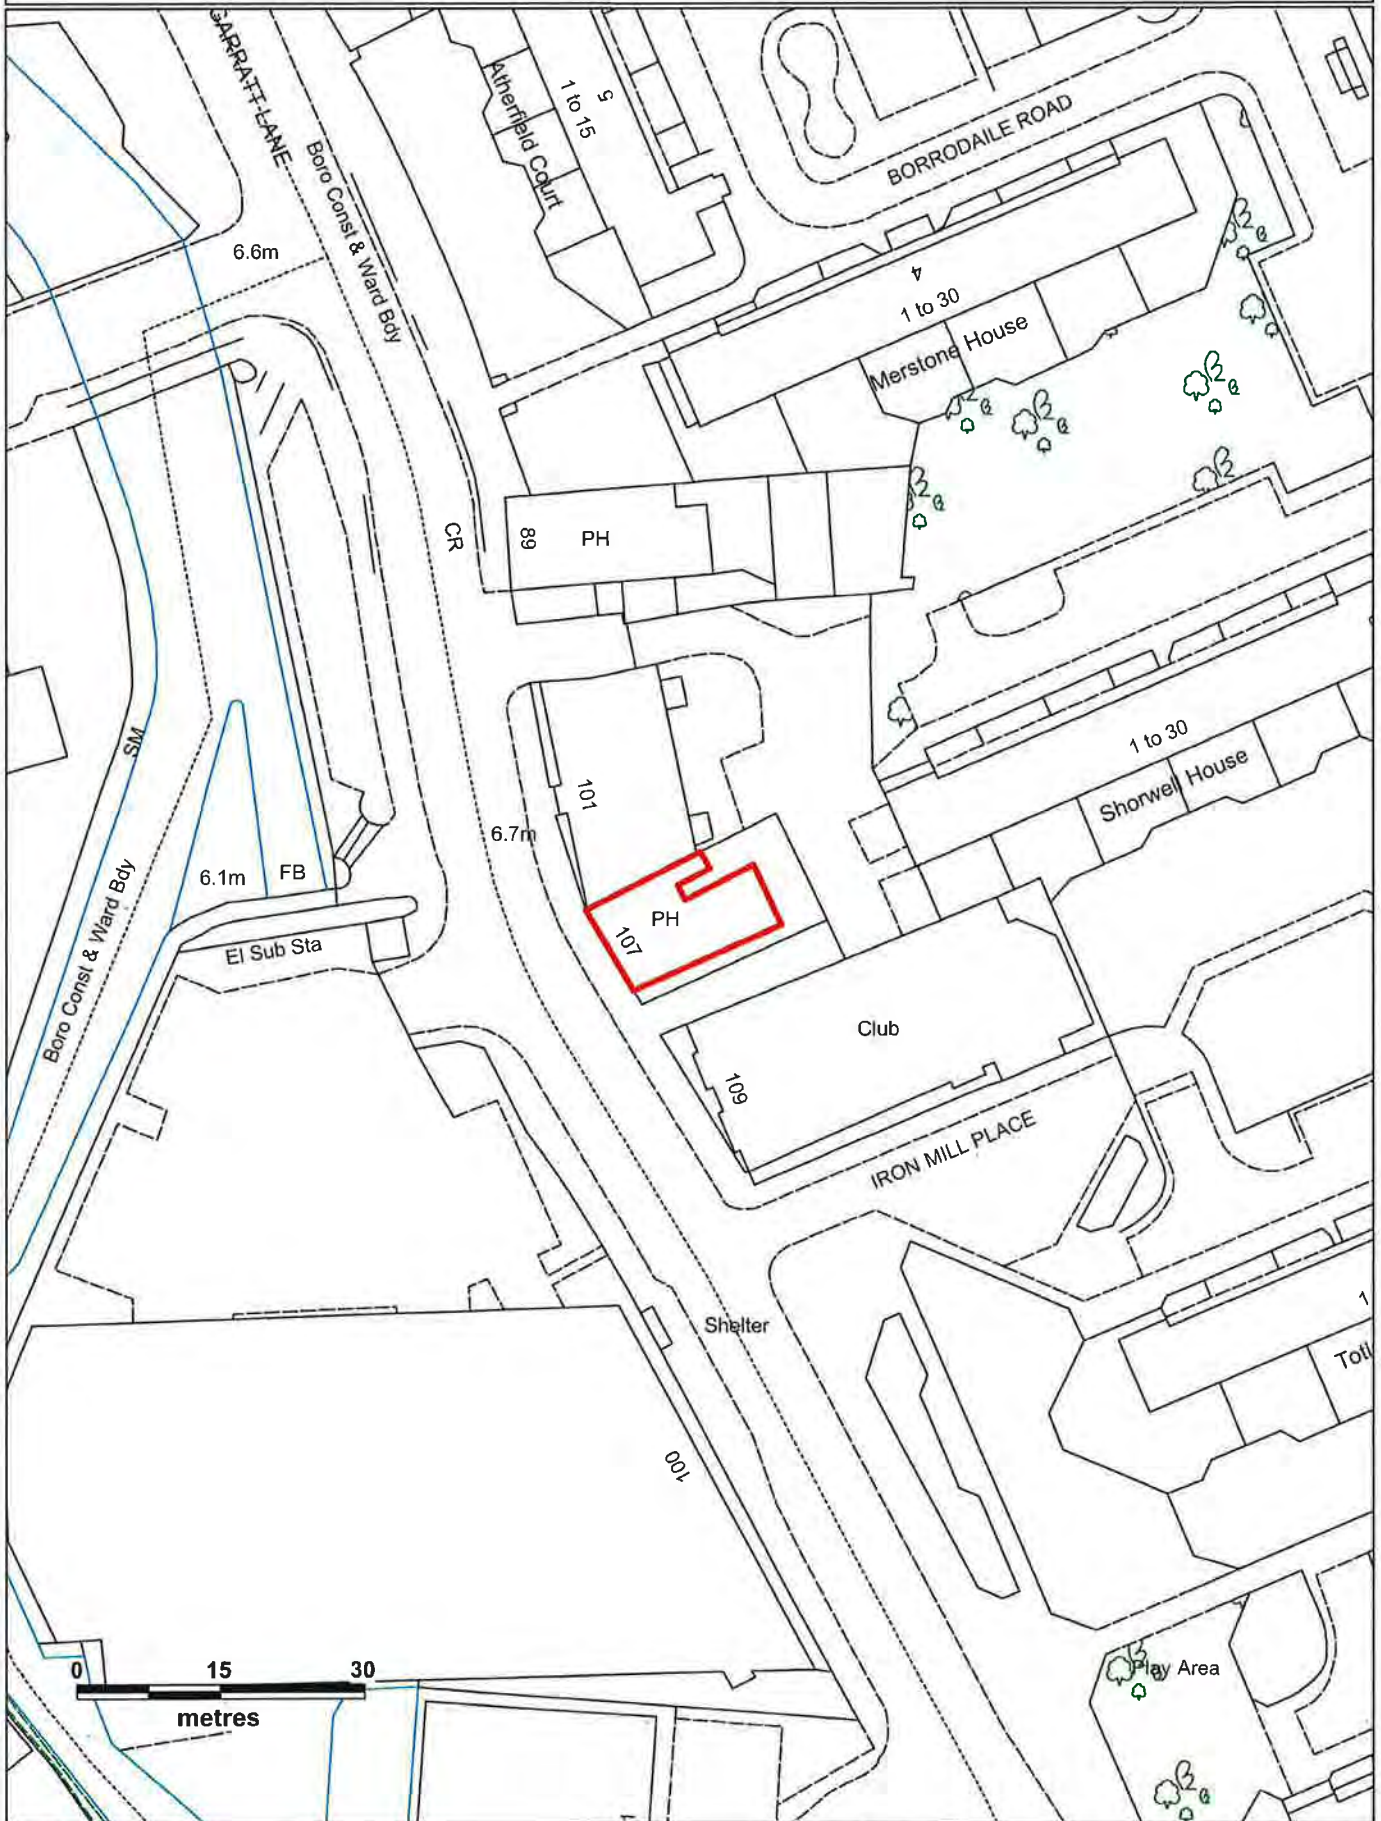 GARRATT LANE
Boro Const & Ward Bdy
Atherfield Court
1 to 15
5
BORRODAILE ROAD
6.6m
4
1 to 30
Merstone House
CR
89
PH
SM
101
1 to 30
Shorwell House
6.7m
6.1m
FB
PH
107
El Sub Sta
Boro Const & Ward Bdy
Club
109
IRON MILL PLACE
Shelter
1
Totl
100
0 15 30
metres
Play Area